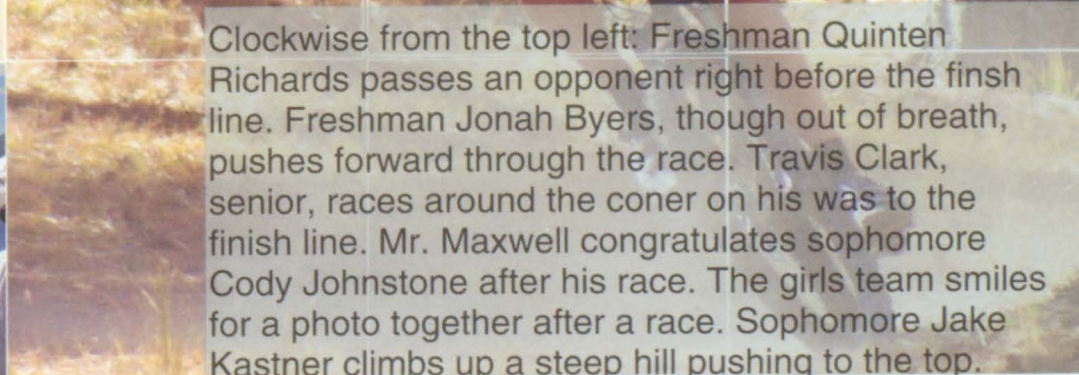 Clockwise from the top left: Freshman Quinten
Richards passes an opponent right before the finsh
line. Freshman Jonah Byers, though out of breath,
pushes forward through the race. Travis Clark,
senior, races around the coner on his was to the
finish line. Mr. Maxwell congratulates sophomore
Cody Johnstone after his race. The girls team smiles
for a photo together after a race. Sophomore Jake
Kastner climbs up a steep hill pushing to the top.